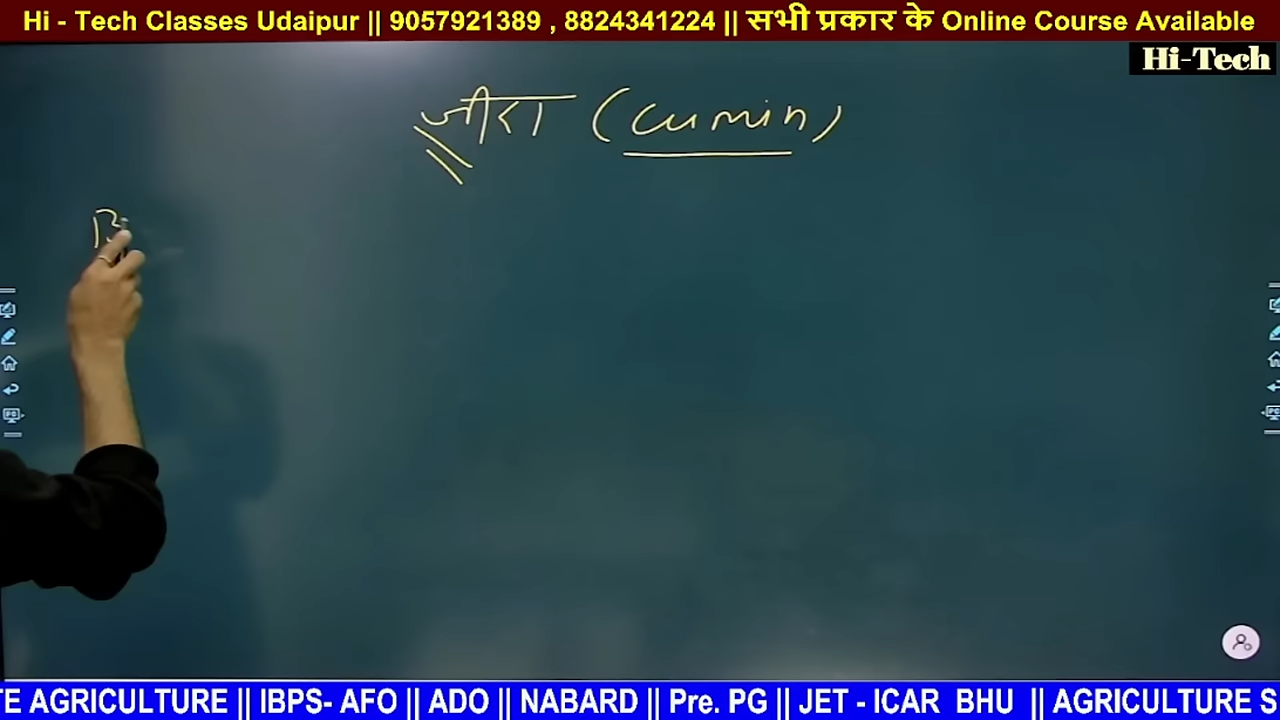 Hi - Tech Classes Udaipur || 9057921389 , 8824341224 || सभी प्रकार के Online Course Available
Hi-Tech
जीरा (cumin)
B
TE AGRICULTURE || IBPS- AFO || ADO || NABARD || Pre. PG || JET - ICAR BHU || AGRICULTURE S